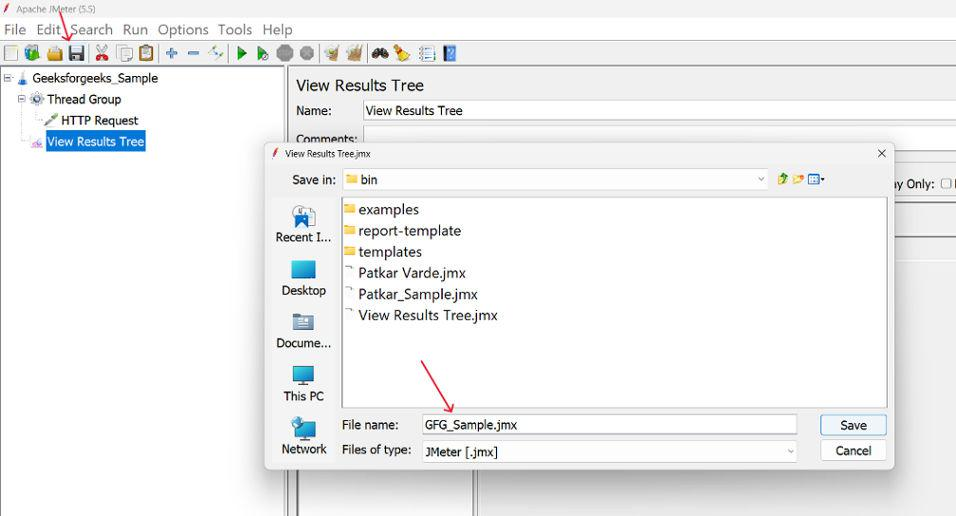 Apache JMeter (5.5)
File Edit Search Run Options Tools Help
Geeksforgeeks_Sample
Thread Group
HTTP Request
View Results Tree
View Results Tree
Name: View Results Tree
Comments:
ay Only:
View Results Tree.jmx
Save in: bin
Recent I...
Desktop
Docume...
This PC
Network
examples
report-template
templates
Patkar Varde.jmx
Patkar_Sample.jmx
View Results Tree.jmx
File name: GFG_Sample.jmx Save
Files of type: JMeter [.jmx] Cancel